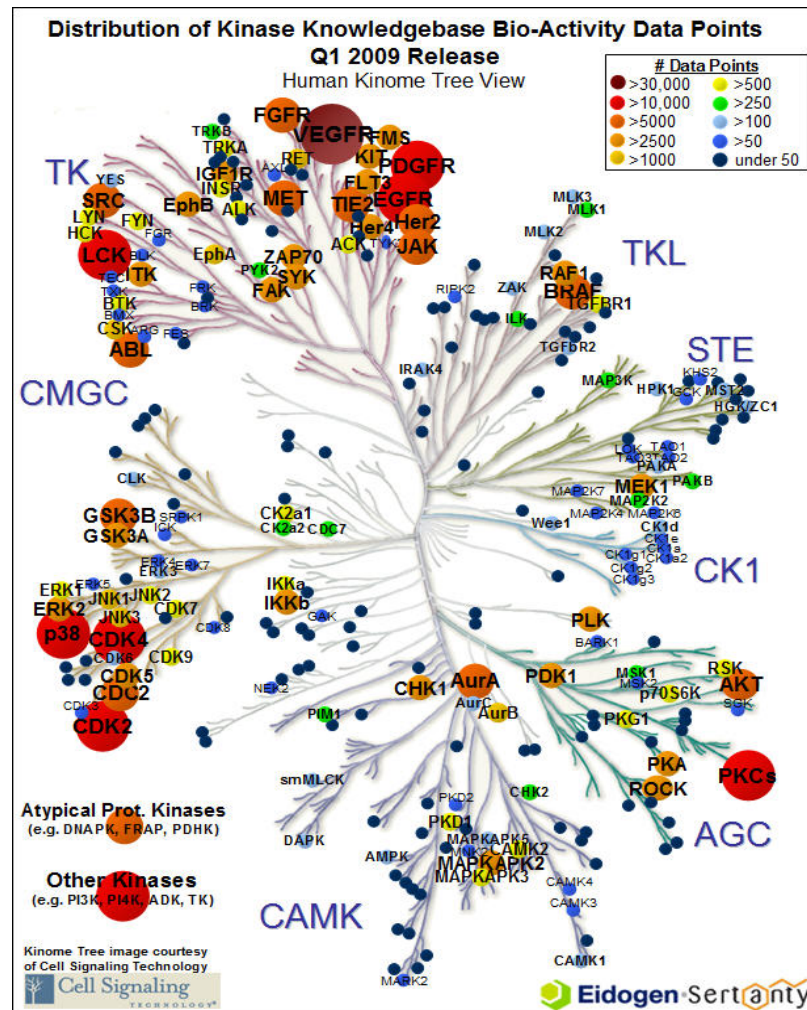 Distribution of Kinase Knowledgebase Bio-Activity Data Points
Q1 2009 Release
Human Kinome Tree View
# Data Points
>30,000 >500
>10,000 >250
>5000 >100
>2500 >50
>1000 under 50
TK
TRKB
TRKA
FGFR
VEGFR
FMS
RET
KIT
PDGFR
YES
IGF1R
FLT3
SRC
INSR
MET
TIE2
EGFR
LYN
FYN
EphB
ALK
Her4
Her2
HCK
FGR
ACK
JAK
LCK
BLK
EphA
ZAP70
ITK
PYK2
SYK
TEC
TXK
FRK
FAK
BTK
BRK
BMX
CSK
ARG
FES
ABL
MLK3
MLK1
MLK2
TKL
RAF1
RIPK2
ZAK
BRAF
TGFBR1
ILK
TGFbR2
IRAK4
STE
MAP3K
KHS2
HPK1
GCK
MST2
HGK/ZC1
LOK
TAO1
TAO3
TAO2
PAKA
MEK1
PAKB
MAP2K7
MAP2K2
MAP2K4
MAP2K6
Wee1
CK1d
CK1e
CK1a
CK1g1
CK1a2
CK1g2
CK1g3
CK1
CMGC
CLK
GSK3B
SRPK1
GSK3A
ICK
CK2a1
CK2a2
CDC7
ERK4
ERK7
ERK3
ERK5
ERK1
JNK1
JNK2
ERK2
JNK3
CDK7
IKKa
IKKb
GAK
p38
CDK4
CDK8
CDK6
CDK9
CDK5
CDC2
CDK3
CDK2
NEK2
PIM1
CHK1
AurA
AurC
AurB
PLK
BARK1
PDK1
MSK1
MSK2
RSK
AKT
p70S6K
SGK
PKG1
PKA
PKCs
ROCK
AGC
smMLCK
CHK2
PKD2
PKD1
DAPK
MAPKAPK5
AMPK
MNK2
CAMK2
MAPKAPK2
MAPKAPK3
CAMK4
CAMK3
CAMK
CAMK1
MARK2
Atypical Prot. Kinases
(e.g. DNAPK, FRAP, PDHK)
Other Kinases
(e.g. PI3K, PI4K, ADK, TK)
Kinome Tree image courtesy
of Cell Signaling Technology
Cell Signaling
TECHNOLOGY®
Eidogen·Sertanty